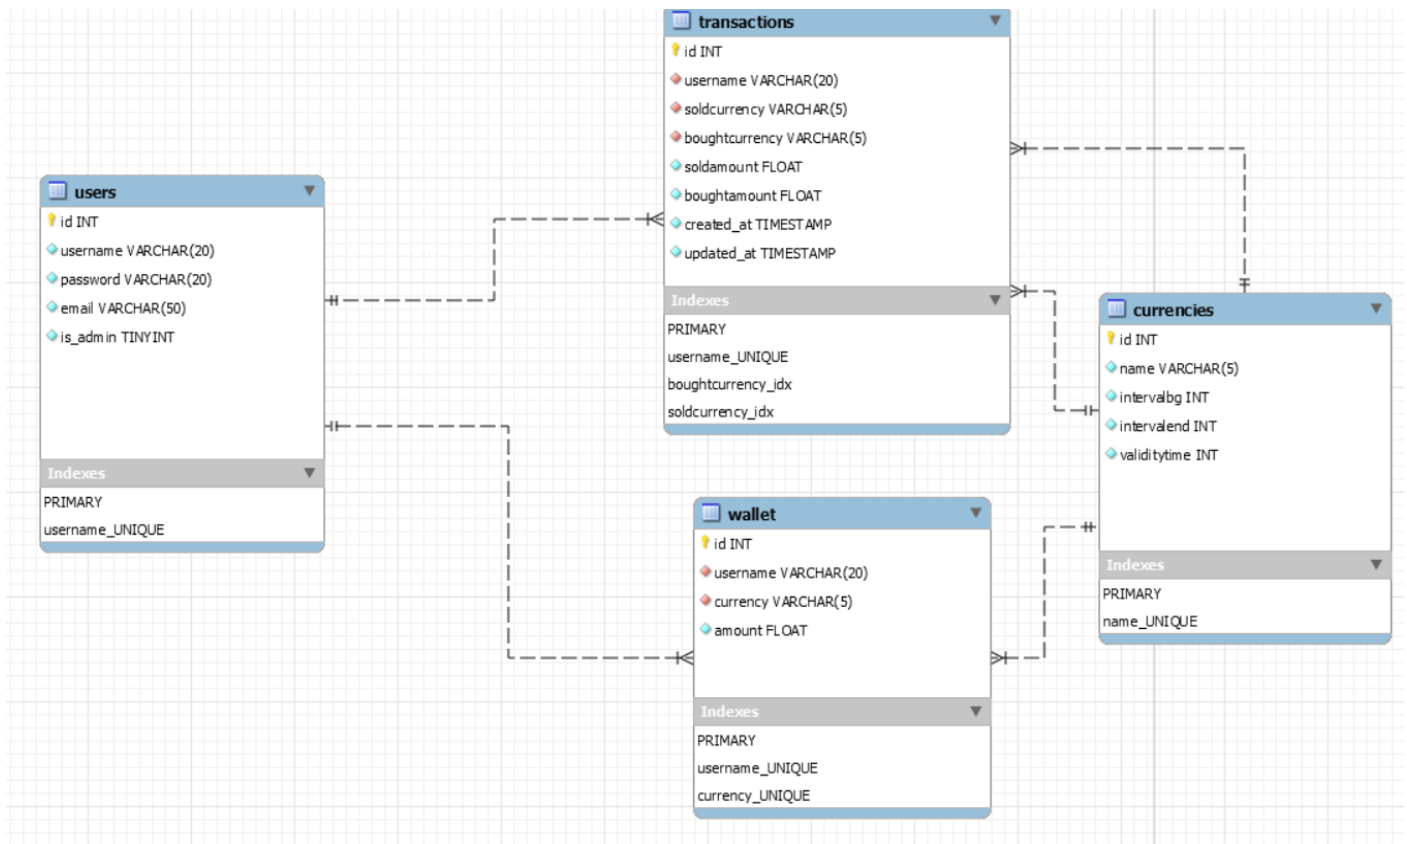 transactions
id INT
username VARCHAR(20)
soldcurrency VARCHAR(5)
boughtcurrency VARCHAR(5)
soldamount FLOAT
boughtamount FLOAT
created_at TIMESTAMP
updated_at TIMESTAMP
Indexes
PRIMARY
username_UNIQUE
boughtcurrency_idx
soldcurrency_idx
users
id INT
username VARCHAR(20)
password VARCHAR(20)
email VARCHAR(50)
is_admin TINYINT
Indexes
PRIMARY
username_UNIQUE
currencies
id INT
name VARCHAR(5)
intervalbg INT
intervalend INT
validitytime INT
Indexes
PRIMARY
name_UNIQUE
wallet
id INT
username VARCHAR(20)
currency VARCHAR(5)
amount FLOAT
Indexes
PRIMARY
username_UNIQUE
currency_UNIQUE